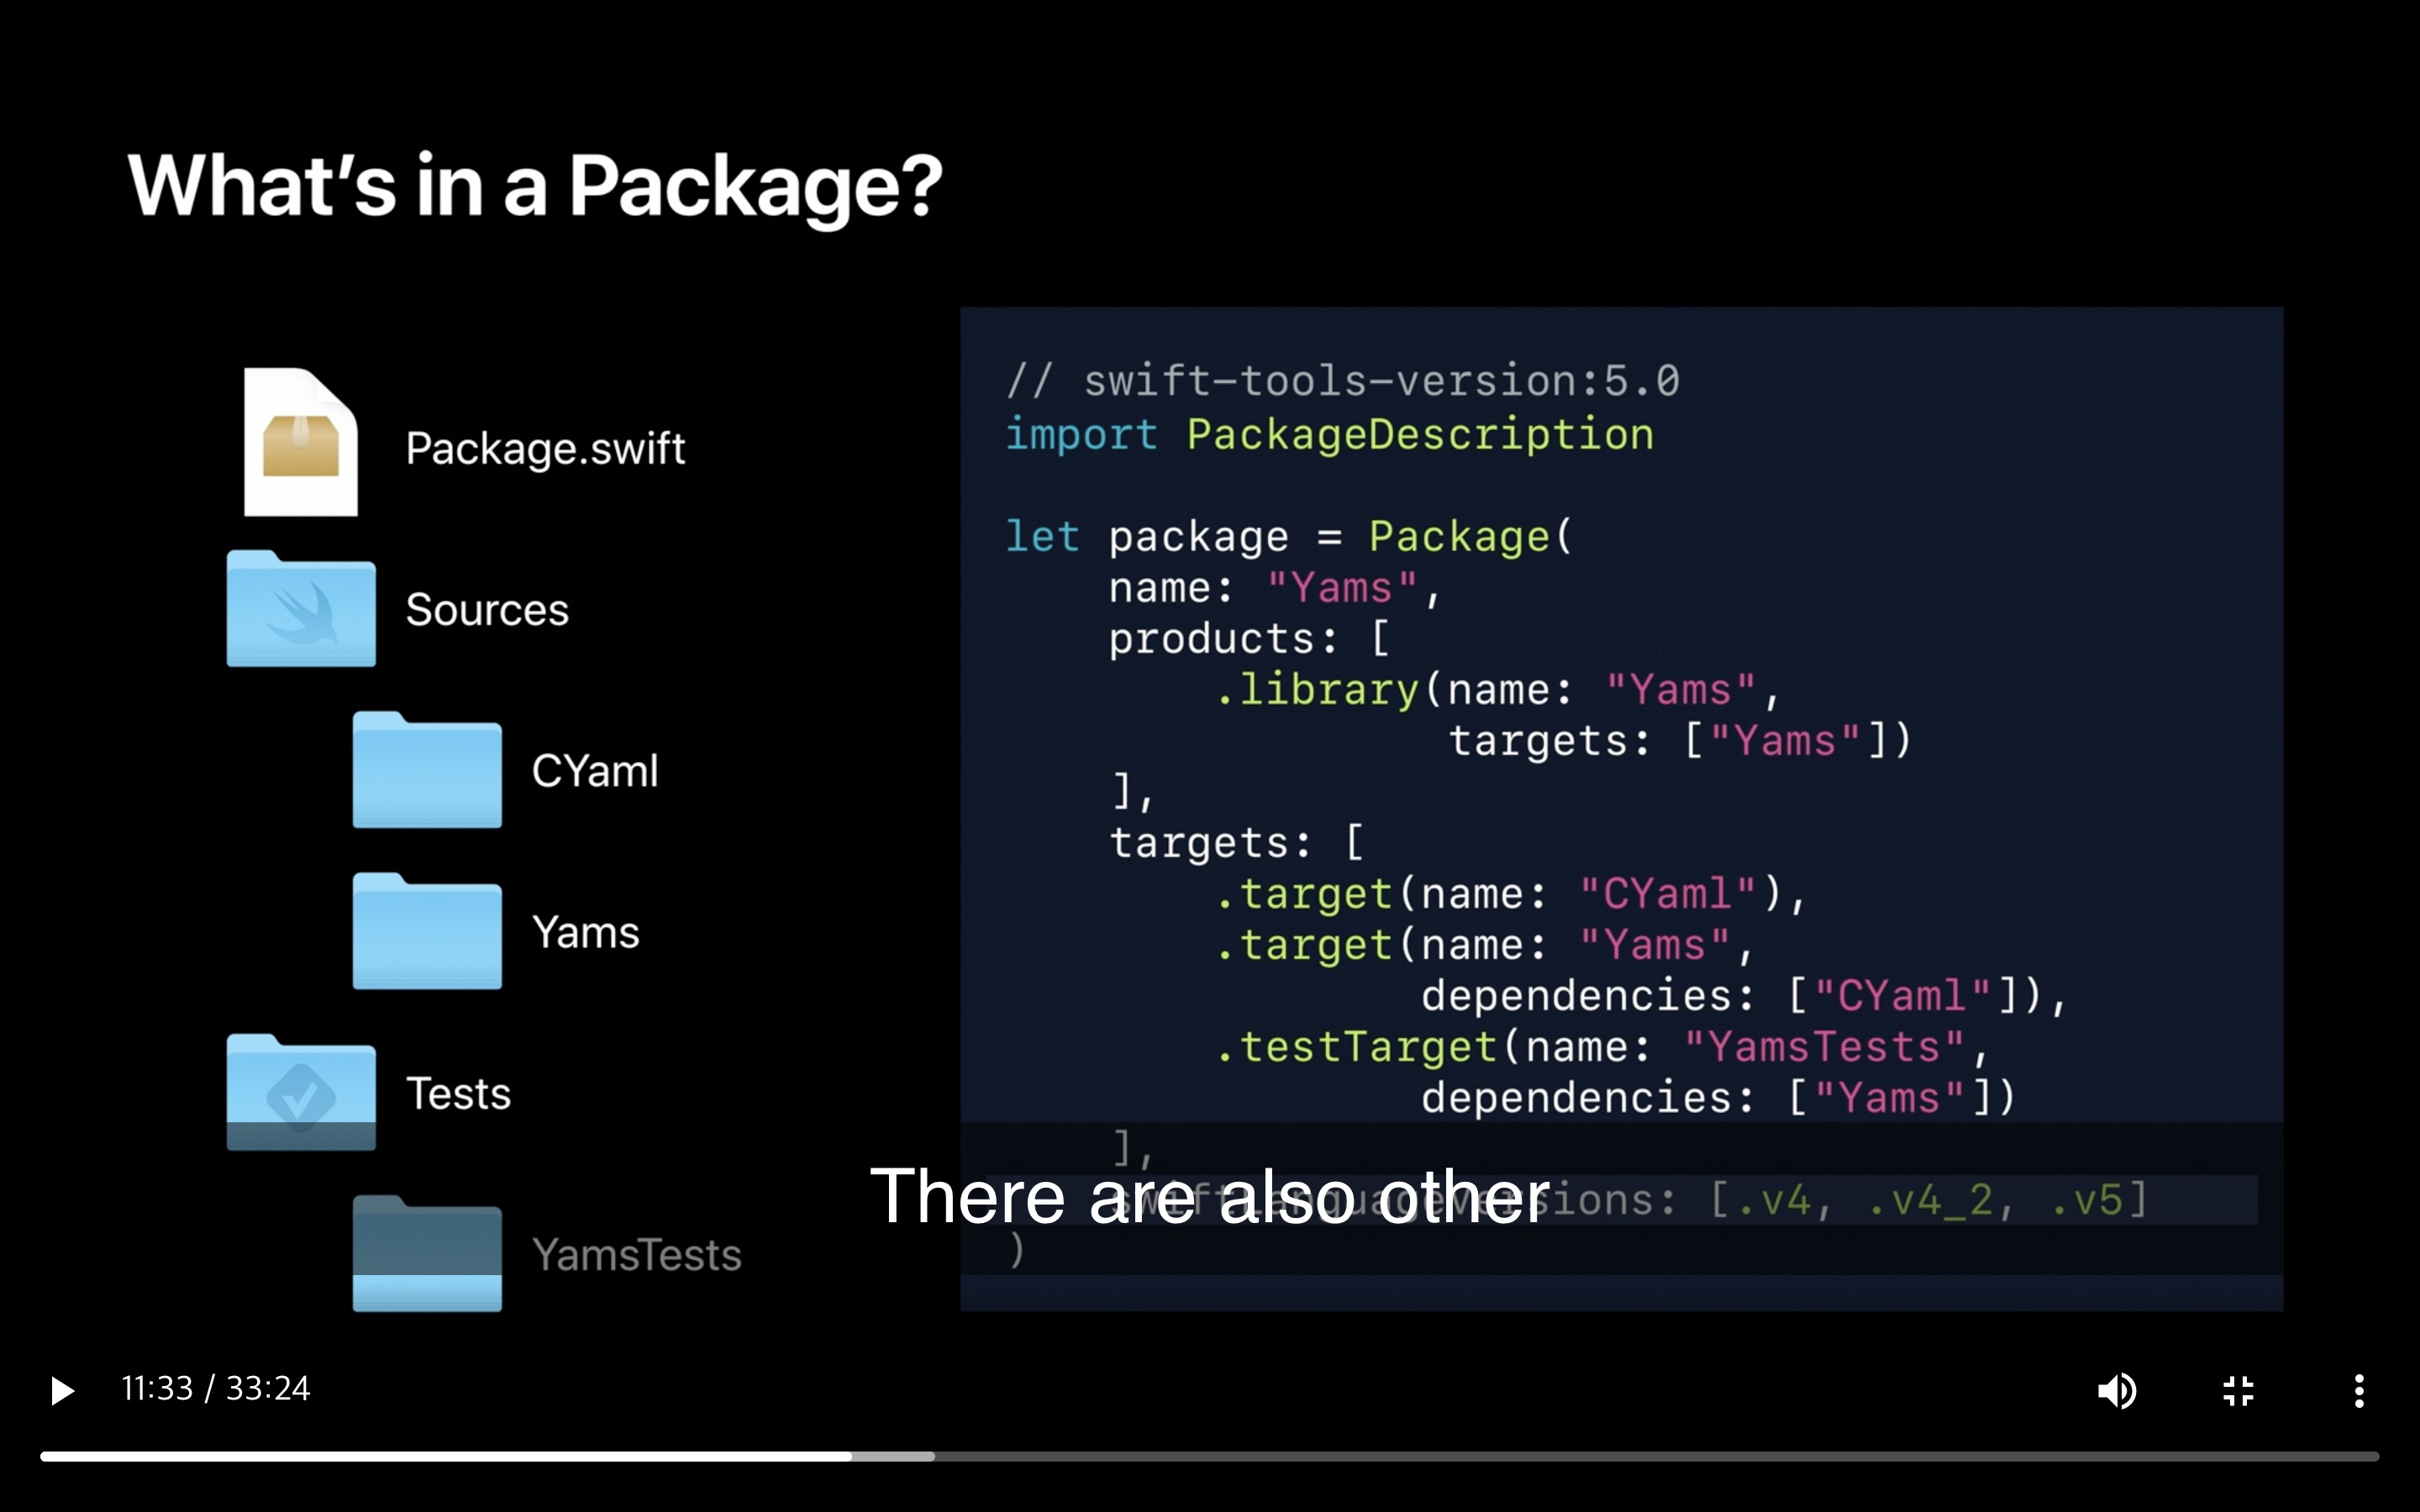 What’s in a Package?
Package.swift
Sources
CYaml
Yams
Tests
YamsTests
// swift-tools-version:5.0
import PackageDescription
let package = Package(
name: "Yams",
products: [
.library(name: "Yams",
targets: ["Yams"])
],
targets: [
.target(name: "CYaml"),
.target(name: "Yams",
dependencies: ["CYaml"]),
.testTarget(name: "YamsTests",
dependencies: ["Yams"])
],
swiftLanguageVersions: [.v4, .v4_2, .v5]
)
There are also other
11:33 / 33:24